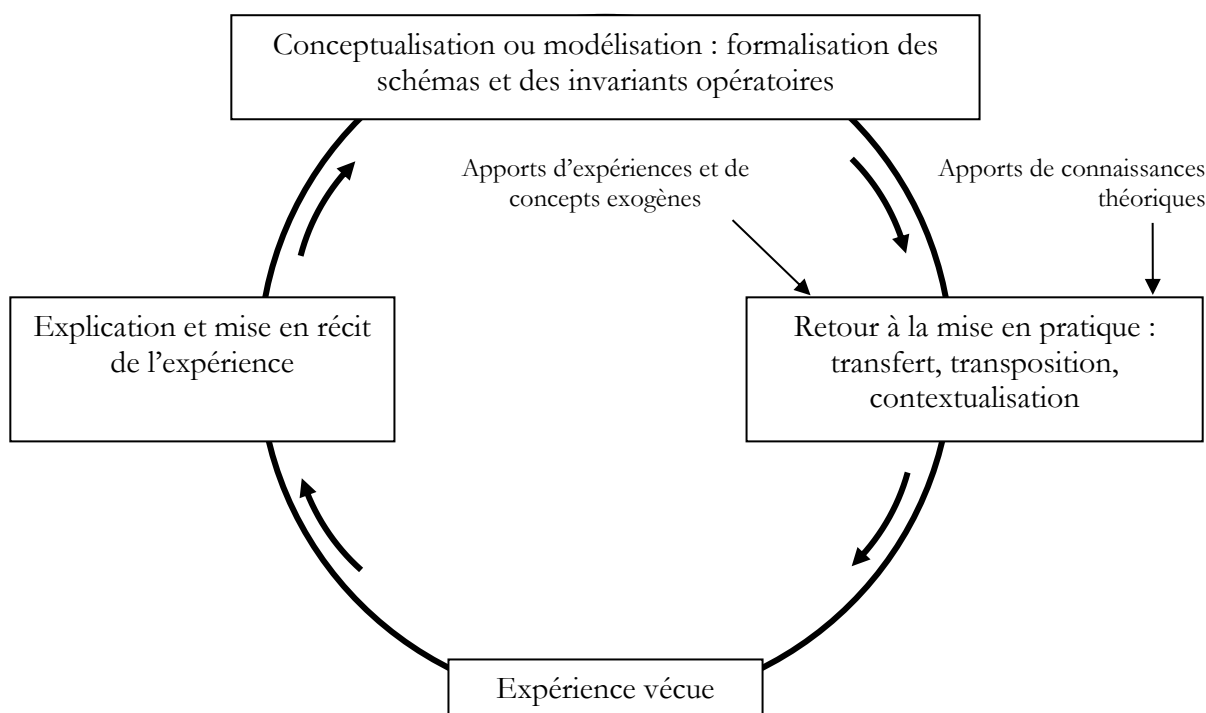 Conceptualisation ou modélisation : formalisation des
schémas et des invariants opératoires
Apports d’expériences et de
concepts exogènes
Apports de connaissances
théoriques
Explication et mise en récit
de l’expérience
Retour à la mise en pratique :
transfert, transposition,
contextualisation
Expérience vécue